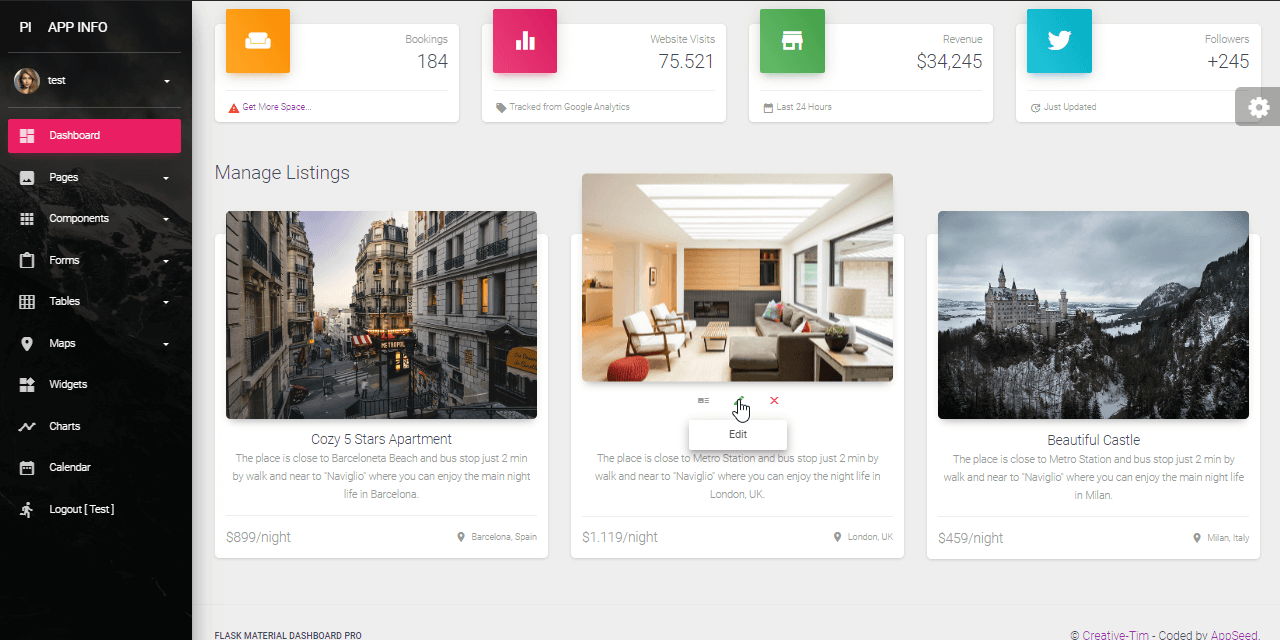 PI APP INFO
test
Dashboard
Pages
Components
Forms
Tables
Maps
Widgets
Charts
Calendar
Logout [ Test ]
Bookings
184
Get More Space...
Website Visits
75.521
Tracked from Google Analytics
Revenue
$34,245
Last 24 Hours
Followers
+245
Just Updated
Manage Listings
METROPOL
Cozy 5 Stars Apartment
The place is close to Barceloneta Beach and bus stop just 2 min
by walk and near to "Naviglio" where you can enjoy the main night
life in Barcelona.
$899/night
Barcelona, Spain
Edit
The place is close to Metro Station and bus stop just 2 min by
walk and near to "Naviglio" where you can enjoy the night life in
London, UK.
$1.119/night
London, UK
Beautiful Castle
The place is close to Metro Station and bus stop just 2 min by
walk and near to "Naviglio" where you can enjoy the main night life
in Milan.
$459/night
Milan, Italy
FLASK MATERIAL DASHBOARD PRO
© Creative-Tim - Coded by AppSeed.